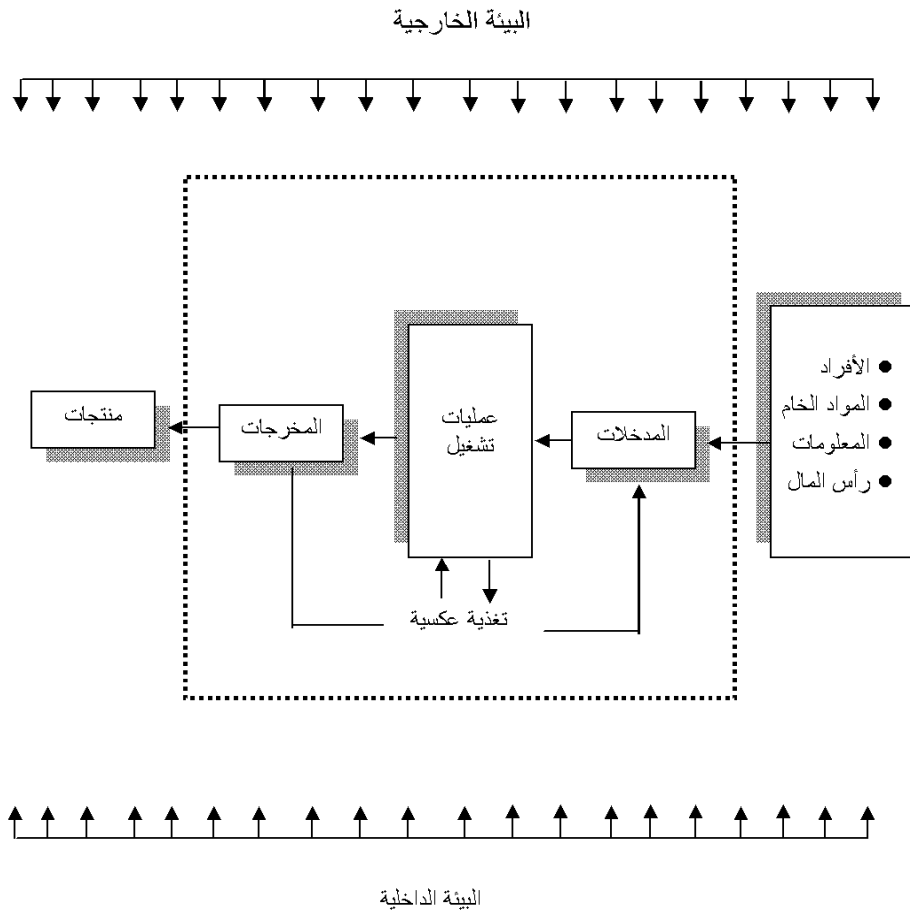 البيئة الخارجية
الأفراد
المواد الخام
المعلومات
رأس المال
المدخلات
عمليات
تشغيل
المخرجات
منتجات
تغذية عكسية
البيئة الداخلية